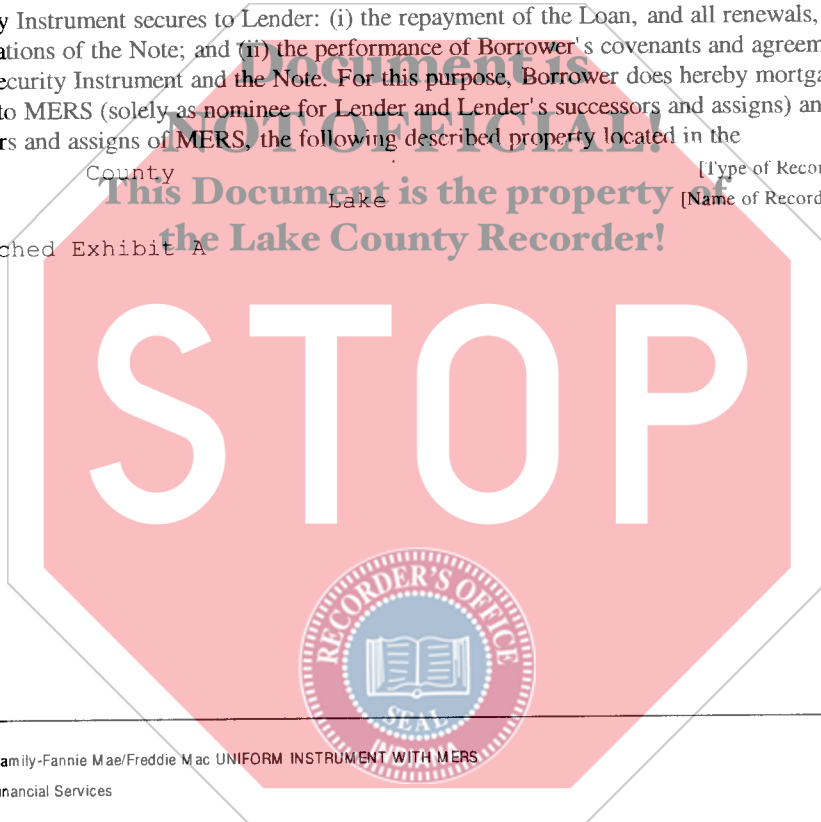 y Instrument secures to Lender: (i) the repayment of the Loan, and all renewals,
ations of the Note; and (ii) the performance of Borrower's covenants and agreem
ecurity Instrument and the Note. For this purpose, Borrower does hereby mortga
to MERS (solely as nominee for Lender and Lender's successors and assigns) an
rs and assigns of MERS, the following described property located in the
County [Type of Recor
Lake [Name of Record
ched Exhibit A
Document is
NOT OFFICIAL!
This Document is the property of
the Lake County Recorder!
STOP
RECORDER'S OFFICE
SEAL
INDIANA
amily-Fannie Mae/Freddie Mac UNIFORM INSTRUMENT WITH MERS
nancial Services